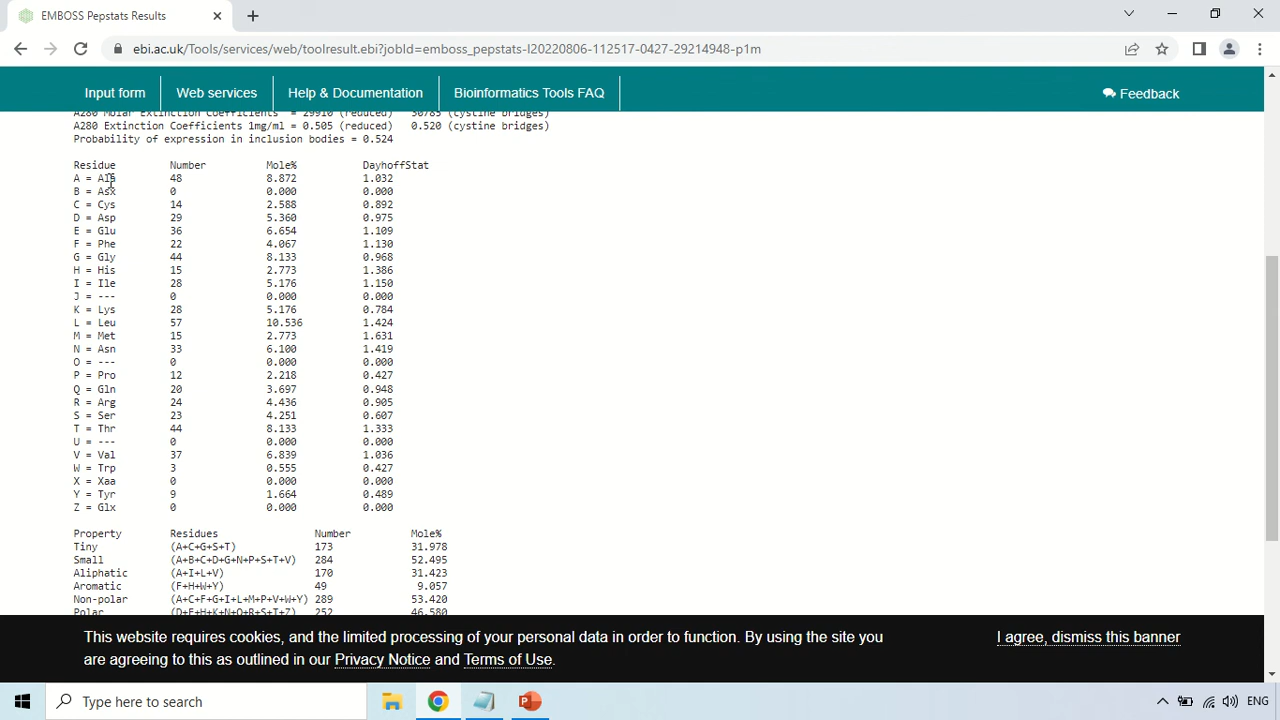 EMBOSS Pepstats Results
ebi.ac.uk/Tools/services/web/toolresult.ebi?jobId=emboss_pepstats-I20220806-112517-0427-29214948-p1m
Input form Web services Help & Documentation Bioinformatics Tools FAQ Feedback
A280 Molar Extinction Coefficients = 29910 (reduced) 30785 (cystine bridges)
A280 Extinction Coefficients 1mg/ml = 0.505 (reduced) 0.520 (cystine bridges)
Probability of expression in inclusion bodies = 0.524
Residue Number Mole% DayhoffStat
A = Ala 48 8.872 1.032
B = Asx 0 0.000 0.000
C = Cys 14 2.588 0.892
D = Asp 29 5.360 0.975
E = Glu 36 6.654 1.109
F = Phe 22 4.067 1.130
G = Gly 44 8.133 0.968
H = His 15 2.773 1.386
I = Ile 28 5.176 1.150
J = --- 0 0.000 0.000
K = Lys 28 5.176 0.784
L = Leu 57 10.536 1.424
M = Met 15 2.773 1.631
N = Asn 33 6.100 1.419
O = --- 0 0.000 0.000
P = Pro 12 2.218 0.427
Q = Gln 20 3.697 0.948
R = Arg 24 4.436 0.905
S = Ser 23 4.251 0.607
T = Thr 44 8.133 1.333
U = --- 0 0.000 0.000
V = Val 37 6.839 1.036
W = Trp 3 0.555 0.427
X = Xaa 0 0.000 0.000
Y = Tyr 9 1.664 0.489
Z = Glx 0 0.000 0.000
Property Residues Number Mole%
Tiny (A+C+G+S+T) 173 31.978
Small (A+B+C+D+G+N+P+S+T+V) 284 52.495
Aliphatic (A+I+L+V) 170 31.423
Aromatic (F+H+W+Y) 49 9.057
Non-polar (A+C+F+G+I+L+M+P+V+W+Y) 289 53.420
Polar (D+E+H+K+N+Q+R+S+T+Z) 252 46.580
This website requires cookies, and the limited processing of your personal data in order to function. By using the site you
are agreeing to this as outlined in our Privacy Notice and Terms of Use.
I agree, dismiss this banner
Type here to search
ENG